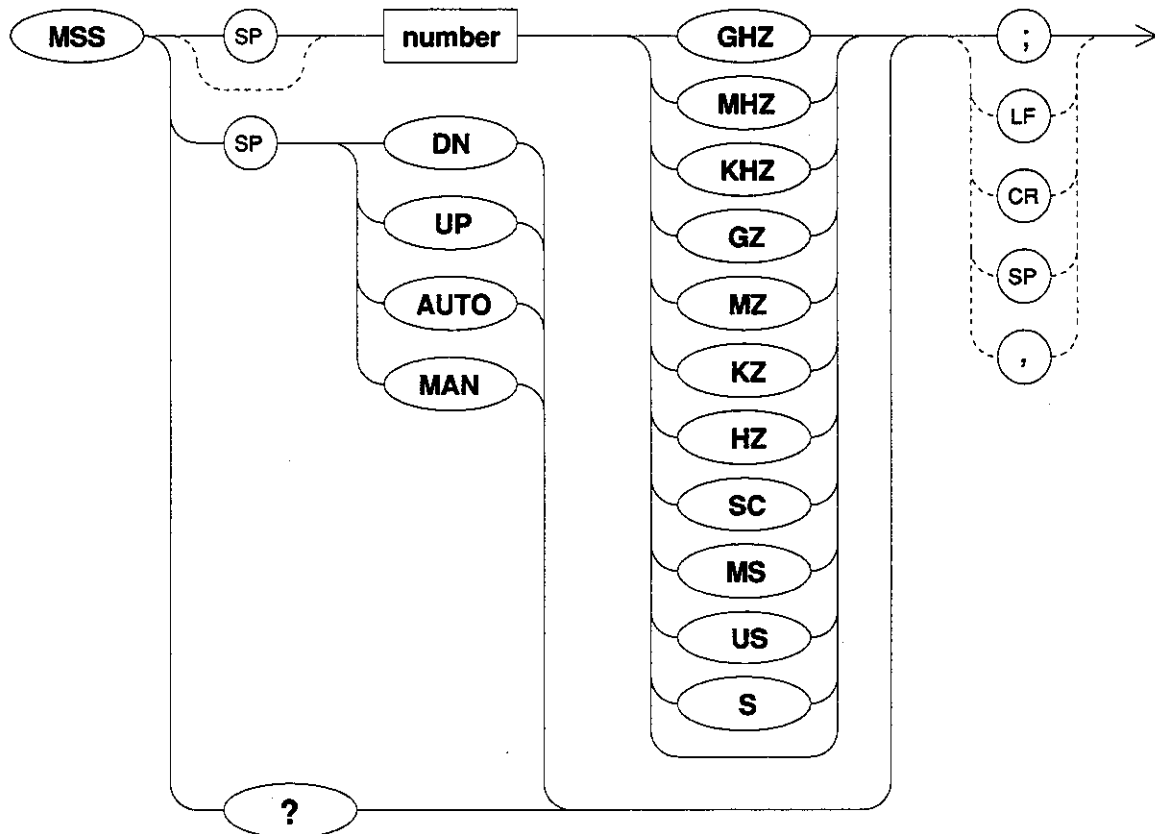 MSS SP number GHZ ;
MHZ LF
SP DN KHZ CR
UP GZ SP
AUTO MZ ,
MAN KZ
HZ
SC
MS
US
S
?